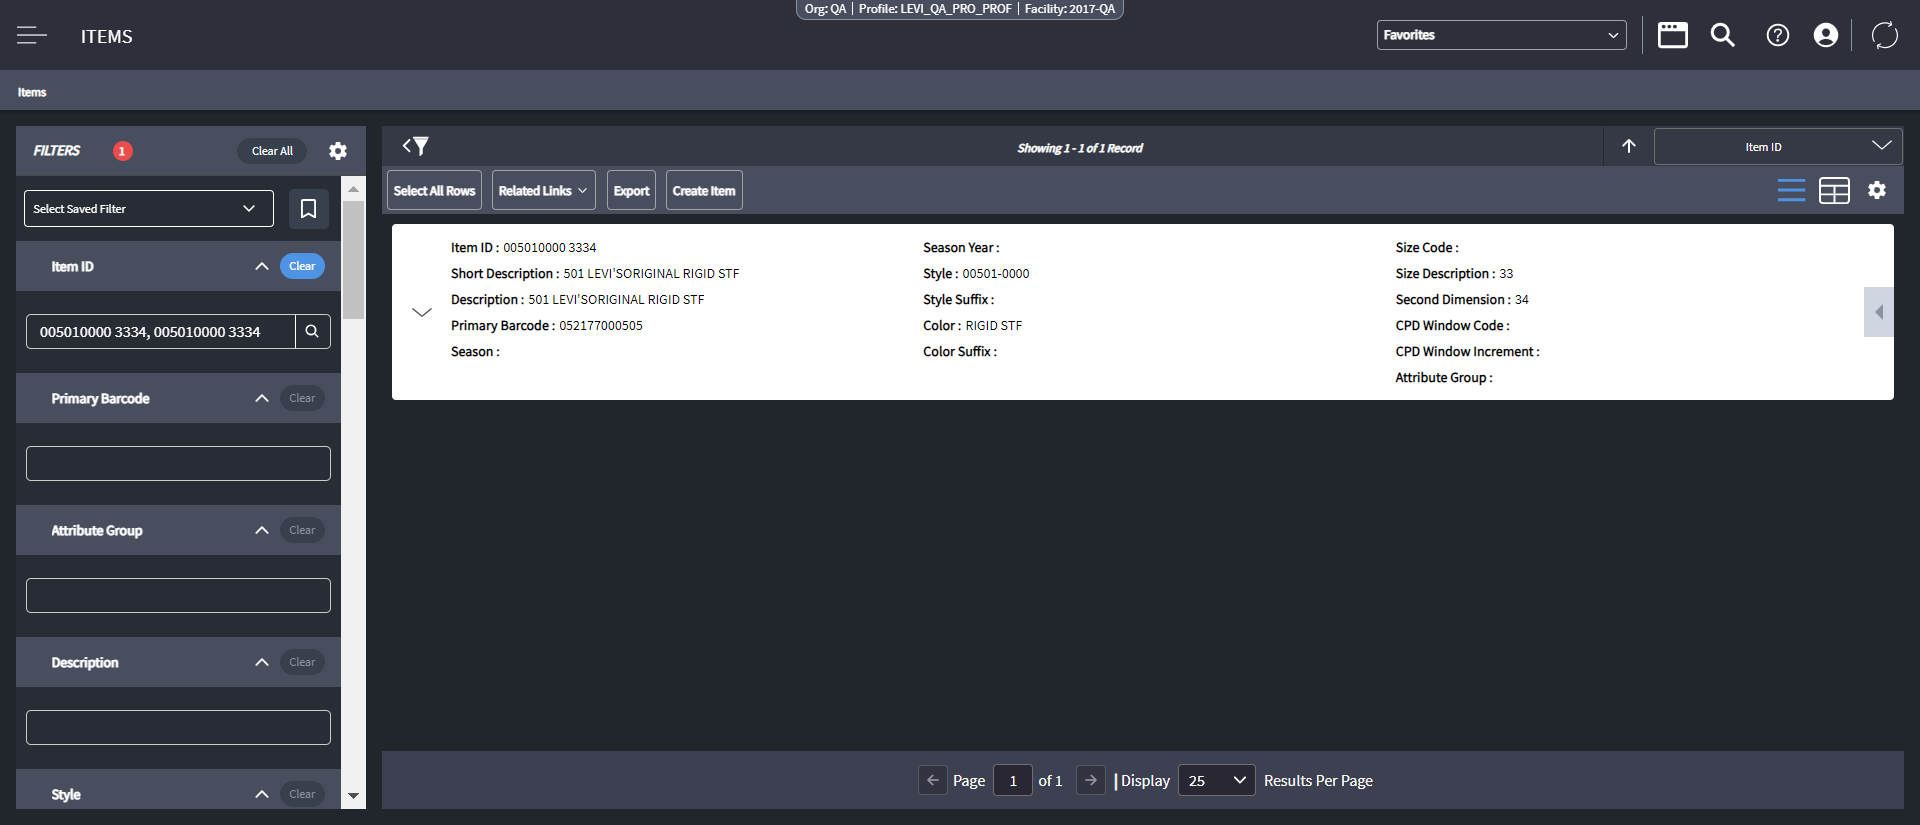 Org: QA | Profile: LEVI_QA_PRO_PROF | Facility: 2017-QA
ITEMS
Favorites
Items
FILTERS
1
Clear All
Select Saved Filter
Item ID
Clear
005010000 3334, 005010000 3334
Primary Barcode
Clear
Attribute Group
Clear
Description
Clear
Style
Clear
Showing 1 - 1 of 1 Record
Item ID
Select All Rows
Related Links
Export
Create Item
Item ID : 005010000 3334
Short Description : 501 LEVI'SORIGINAL RIGID STF
Description : 501 LEVI'SORIGINAL RIGID STF
Primary Barcode : 052177000505
Season :
Season Year :
Style : 00501-0000
Style Suffix :
Color : RIGID STF
Color Suffix :
Size Code :
Size Description : 33
Second Dimension : 34
CPD Window Code :
CPD Window Increment :
Attribute Group :
Page 1 of 1 | Display 25 Results Per Page